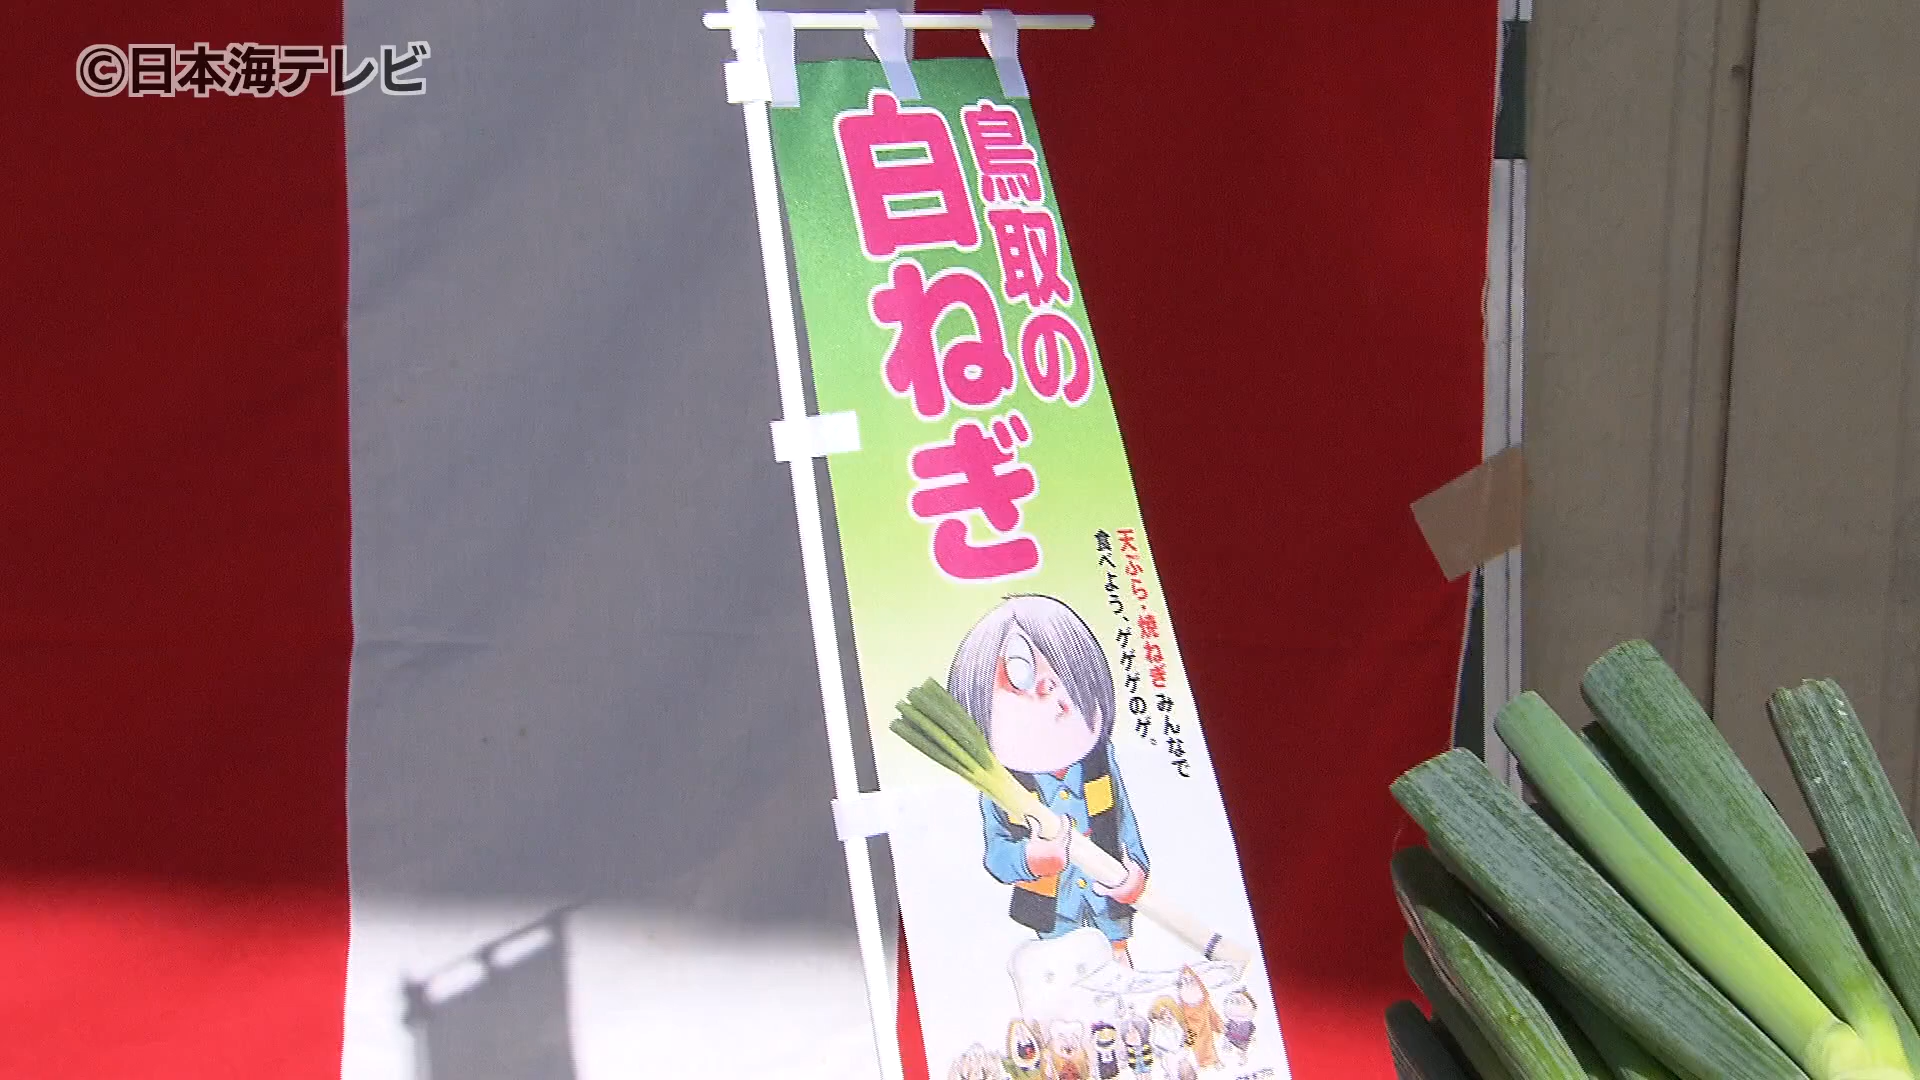 ©日本海テレビ
鳥取の
白ねぎ
天ぷら・焼ねぎみんなで
食べよう、ゲゲゲのゲ。